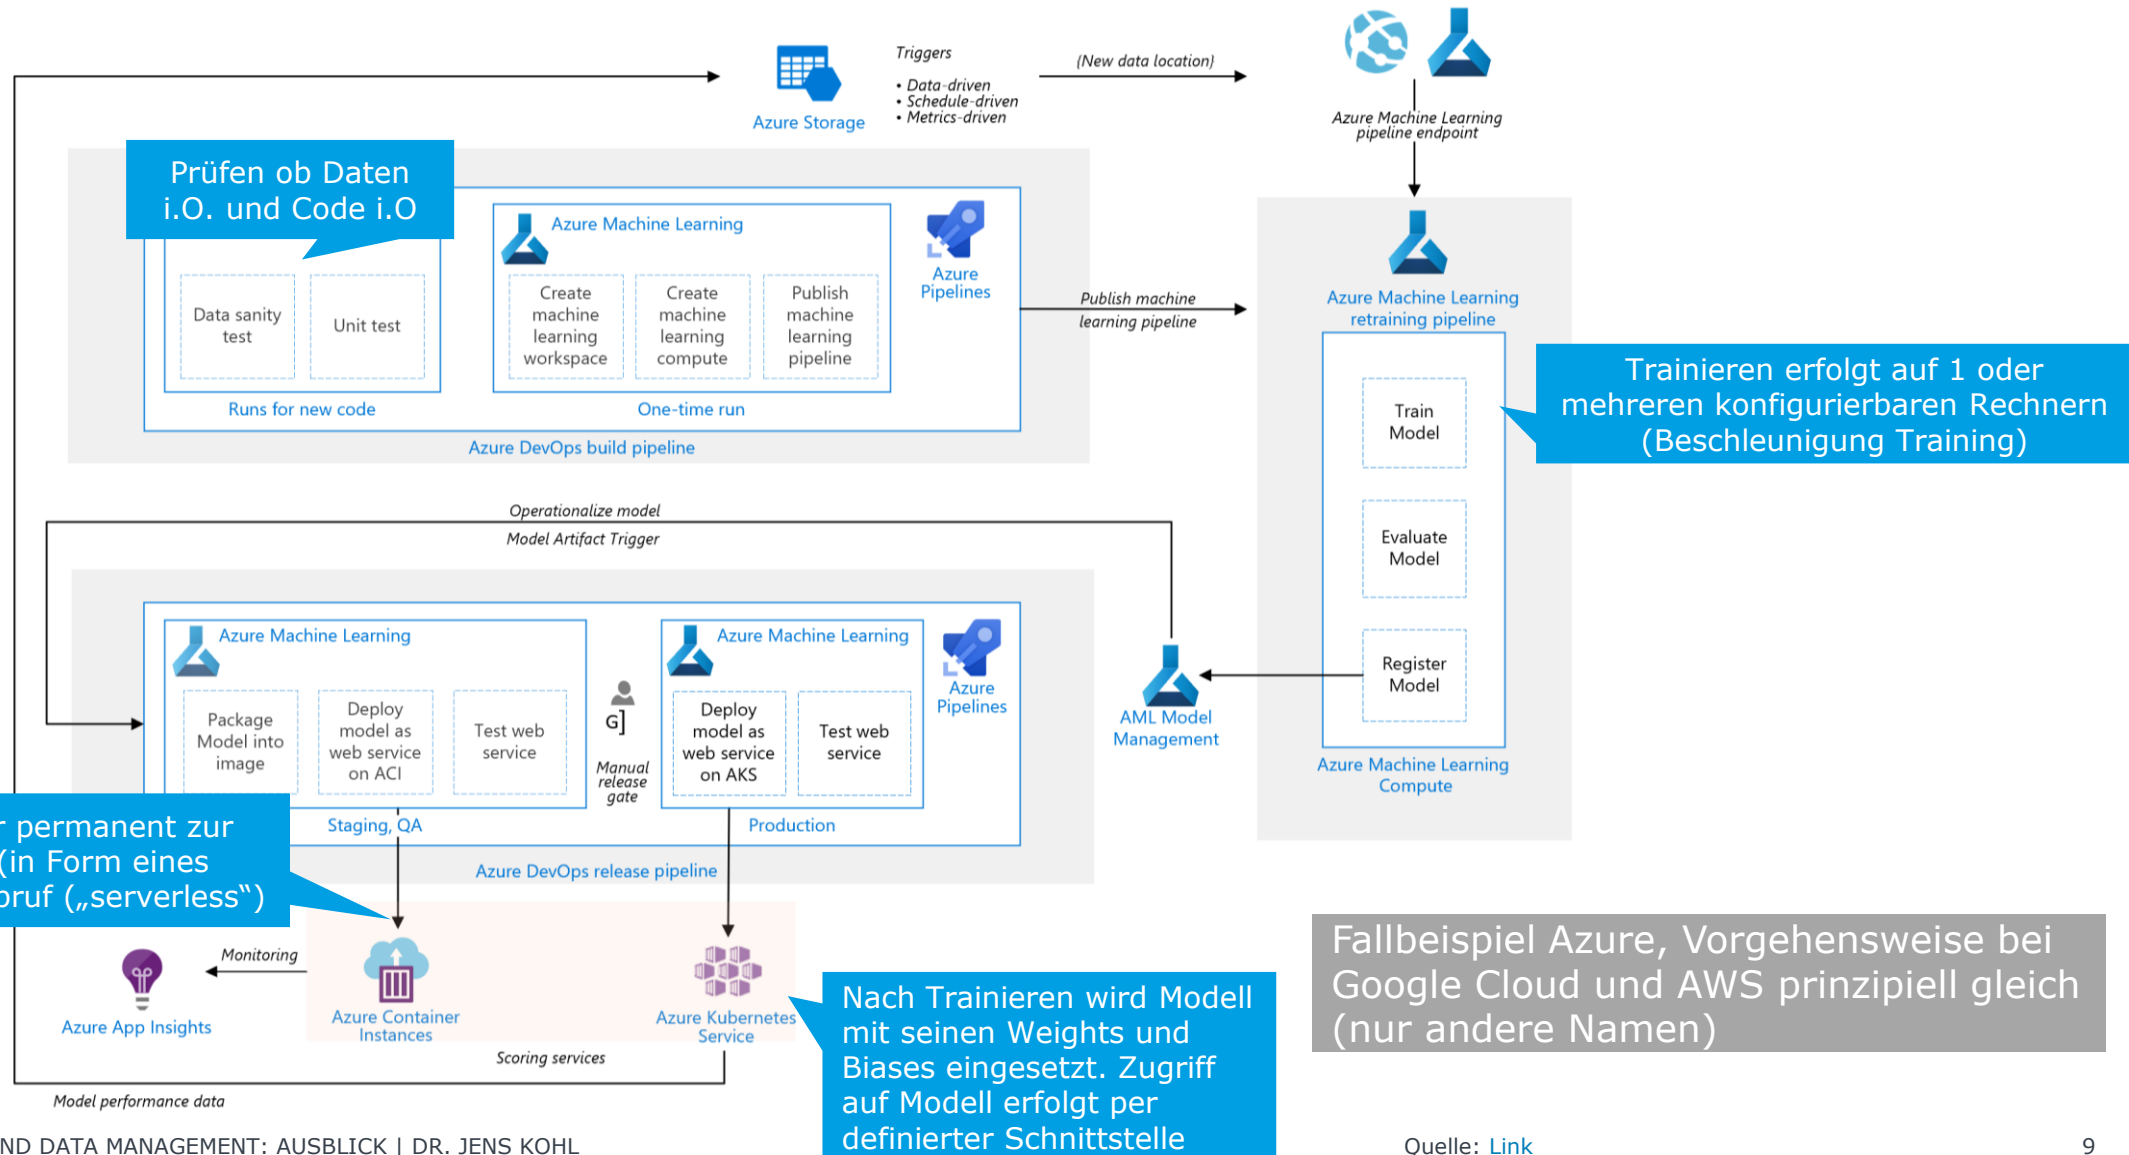 Triggers
• Data-driven
• Schedule-driven
• Metrics-driven
Azure Storage
(New data location)
Azure Machine Learning
pipeline endpoint
Prüfen ob Daten
i.O. und Code i.O
Data sanity
test
Unit test
Runs for new code
Azure Machine Learning
Create
machine
learning
workspace
Create
machine
learning
compute
Publish
machine
learning
pipeline
One-time run
Azure
Pipelines
Azure DevOps build pipeline
Publish machine
learning pipeline
Azure Machine Learning
retraining pipeline
Train
Model
Evaluate
Model
Register
Model
Azure Machine Learning
Compute
Trainieren erfolgt auf 1 oder
mehreren konfigurierbaren Rechnern
(Beschleunigung Training)
Operationalize model
Model Artifact Trigger
Azure Machine Learning
Package
Model into
image
Deploy
model as
web service
on ACI
Test web
service
Staging, QA
G]
Manual
release
gate
Azure Machine Learning
Deploy
model as
web service
on AKS
Test web
service
Production
Azure
Pipelines
Azure DevOps release pipeline
AML Model
Management
permanent zur
(in Form eines
(„serverless“)
Monitoring
Azure App Insights
Azure Container
Instances
Azure Kubernetes
Service
Scoring services
Model performance data
Nach Trainieren wird Modell
mit seinen Weights und
Biases eingesetzt. Zugriff
auf Modell erfolgt per
definierter Schnittstelle
Fallbeispiel Azure, Vorgehensweise bei
Google Cloud und AWS prinzipiell gleich
(nur andere Namen)
ND DATA MANAGEMENT: AUSBLICK | DR. JENS KOHL
Quelle: Link
9